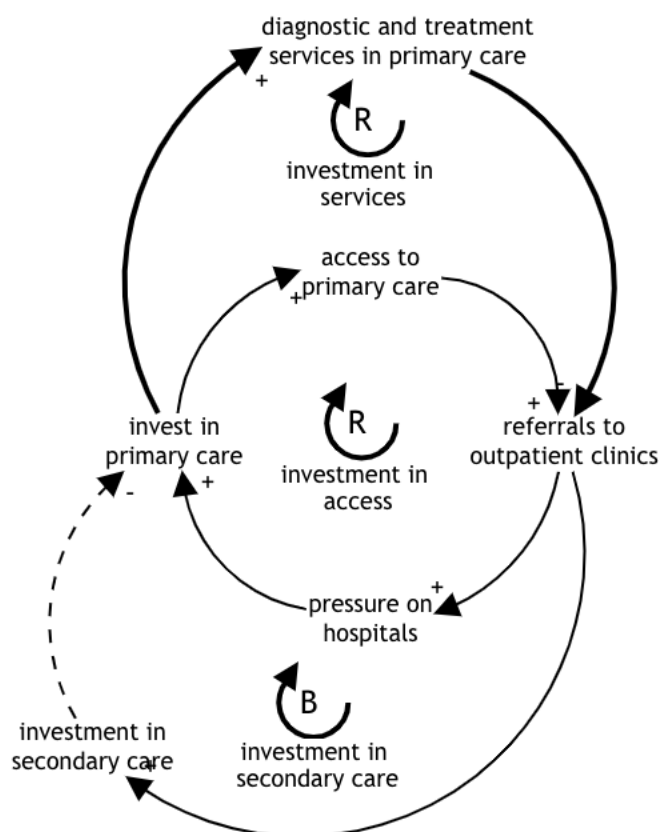 diagnostic and treatment
services in primary care
+
R
investment in
services
access to
primary care
+
-
+
invest in
primary care
R
referrals to
outpatient clinics
investment in
access
+
-
+
pressure on
hospitals
B
investment in
secondary care
investment in
secondary care
+